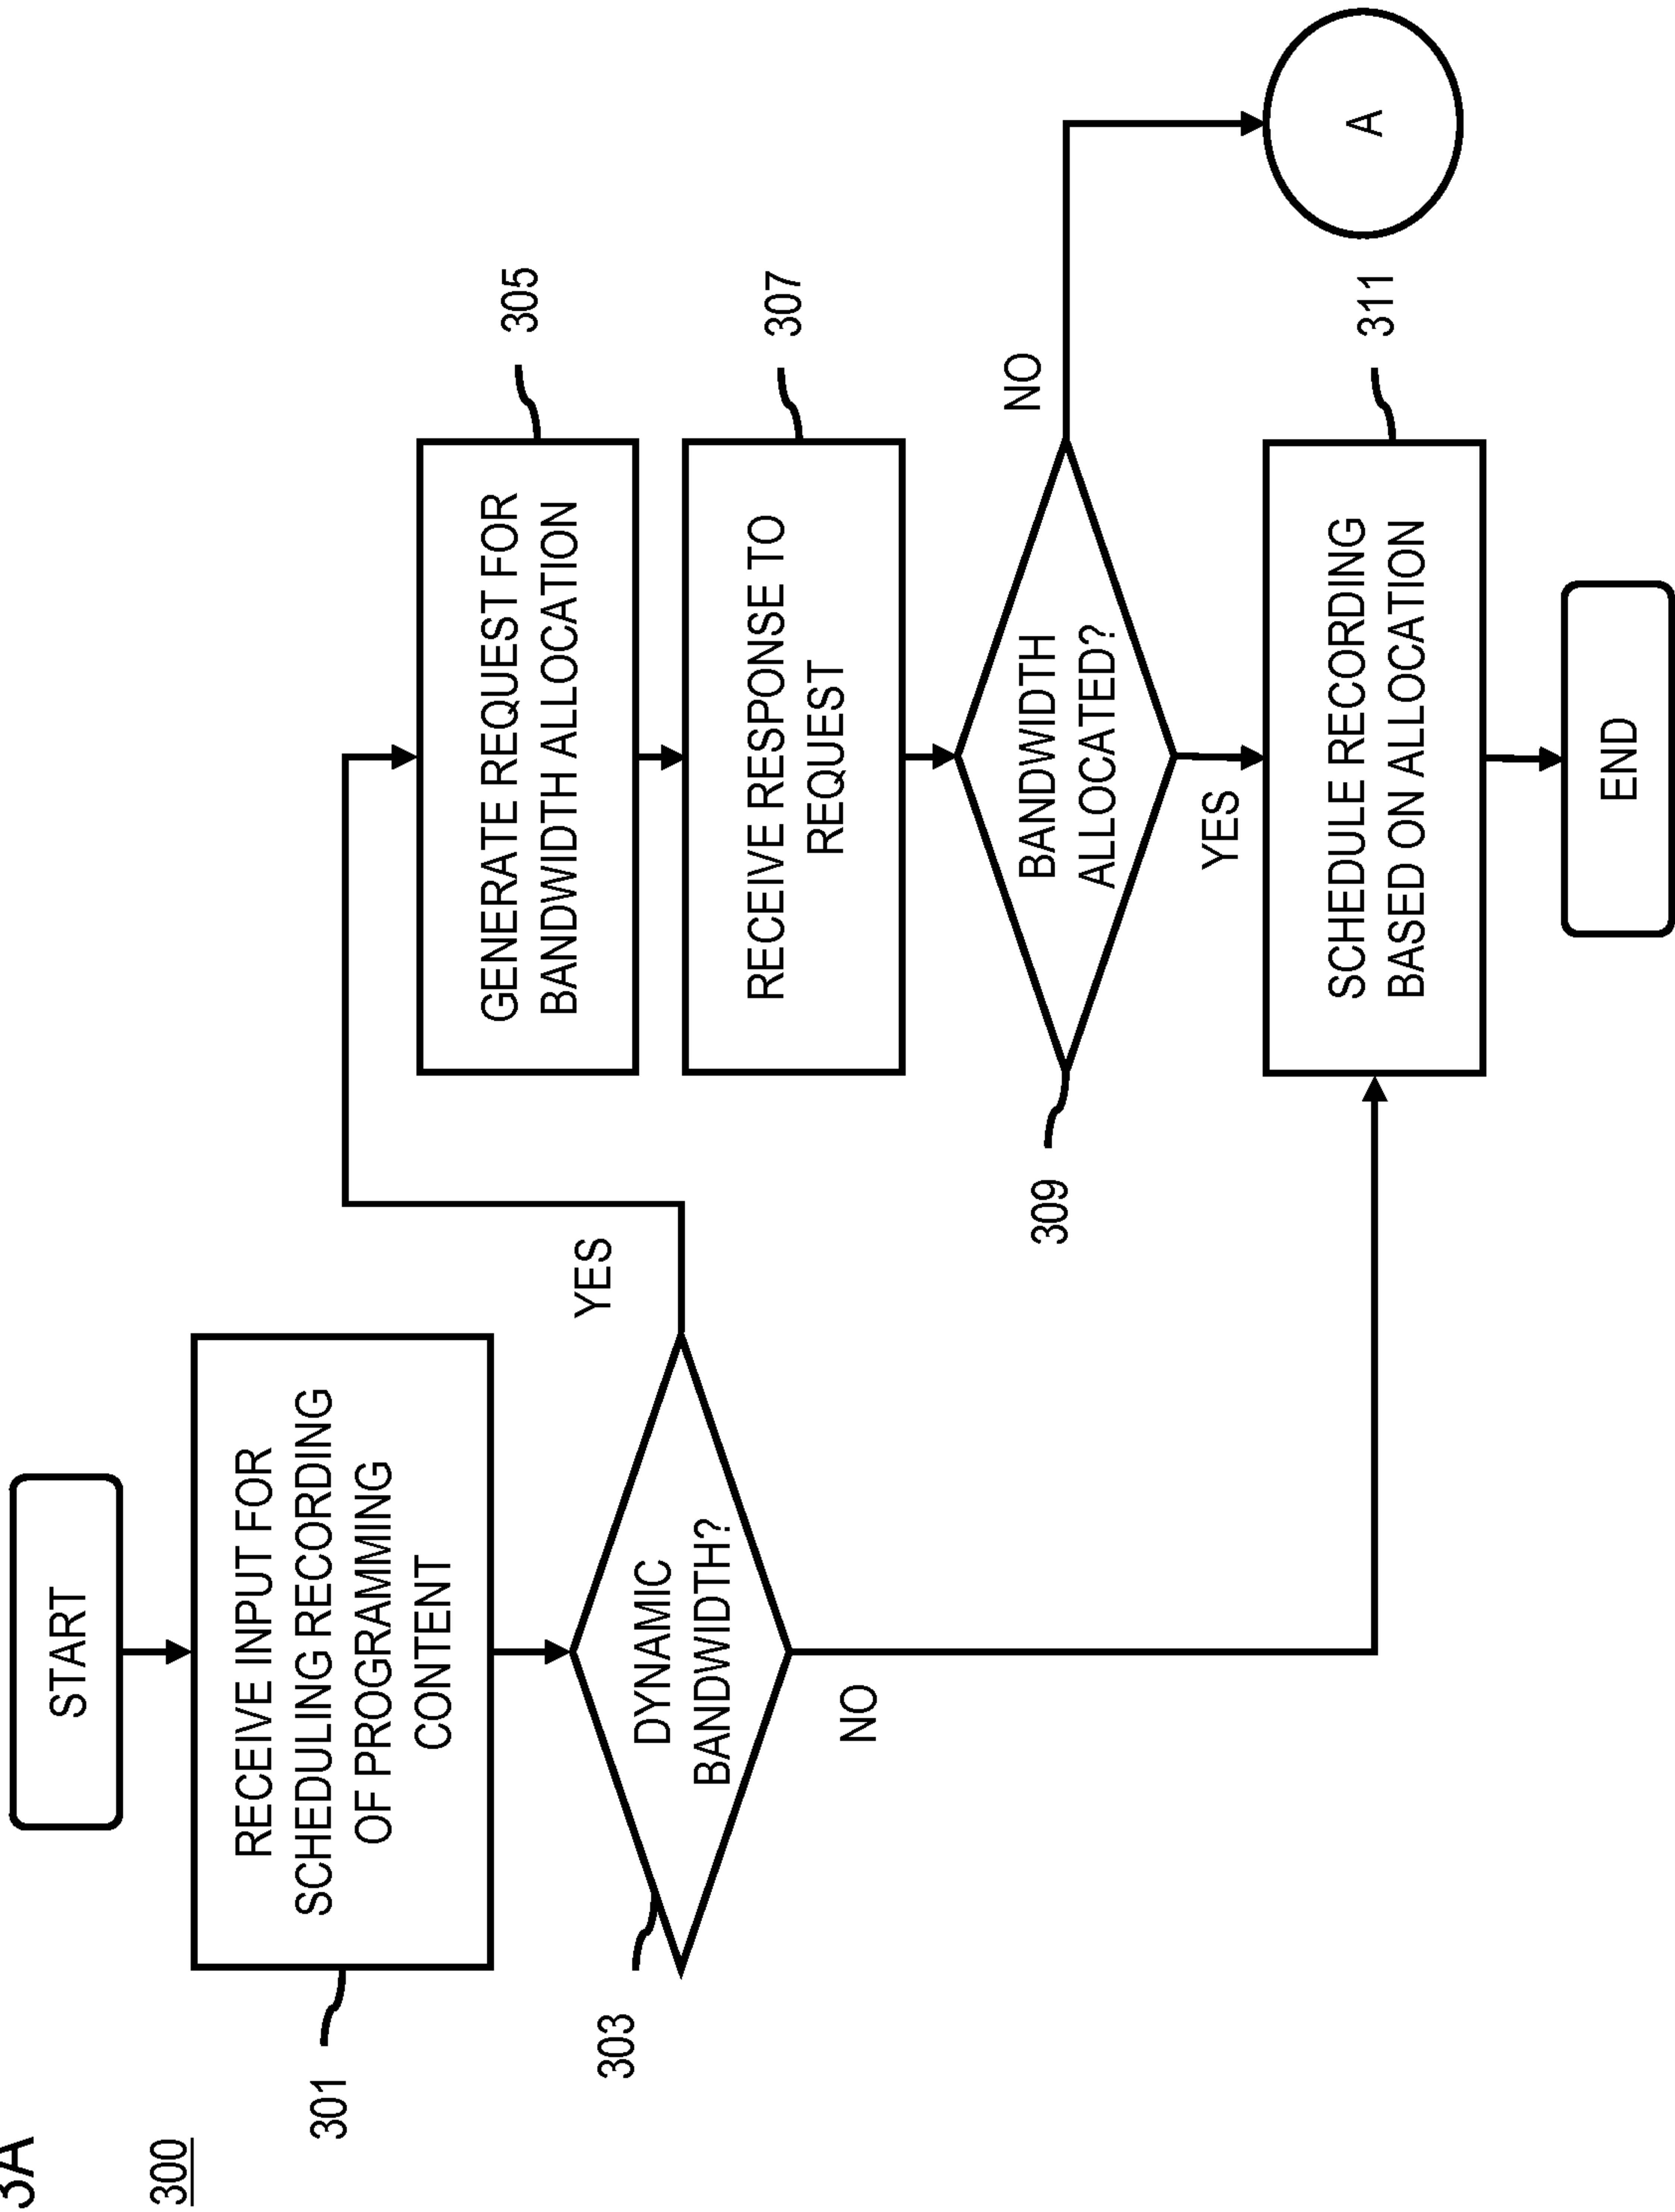 3A
300
START
301
RECEIVE INPUT FOR
SCHEDULING RECORDING
OF PROGRAMMING
CONTENT
303
DYNAMIC
BANDWIDTH?
YES
NO
305
GENERATE REQUEST FOR
BANDWIDTH ALLOCATION
307
RECEIVE RESPONSE TO
REQUEST
309
BANDWIDTH
ALLOCATED?
NO
YES
A
311
SCHEDULE RECORDING
BASED ON ALLOCATION
END